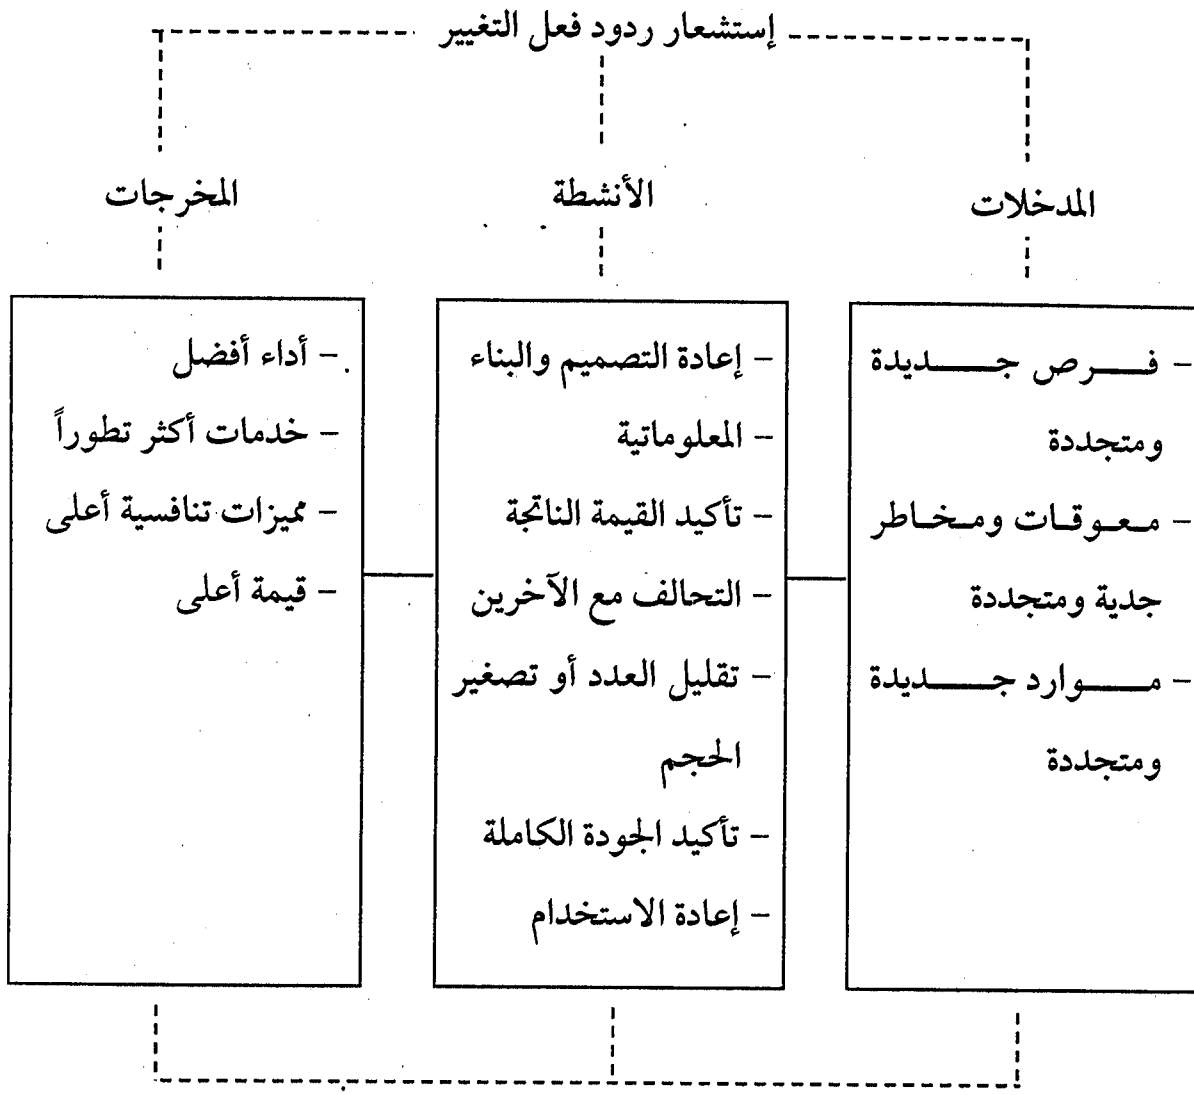 إستشعار ردود فعل التغيير
المدخلات
- فرص جديدة
ومتجددة
- معوقات ومخاطر
جدية ومتجددة
- موارد جديدة
ومتجددة
الأنشطة
- إعادة التصميم والبناء
- المعلوماتية
- تأكيد القيمة الناتجة
- التحالف مع الآخرين
- تقليل العدد أو تصغير
الحجم
- تأكيد الجودة الكاملة
- إعادة الاستخدام
المخرجات
- أداء أفضل
- خدمات أكثر تطوراً
- مميزات تنافسية أعلى
- قيمة أعلى